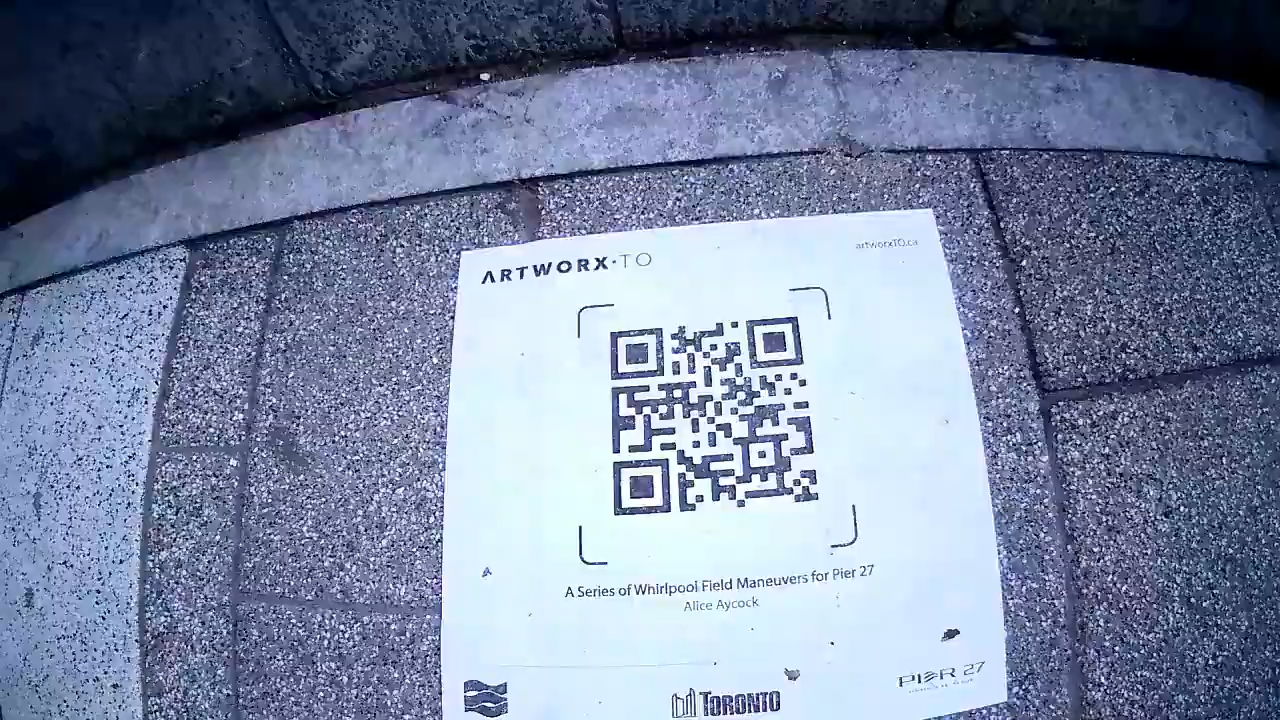 ARTWORX·TO
artworxTO.ca
A Series of Whirlpool Field Maneuvers for Pier 27
Alice Aycock
TORONTO
PIER 27